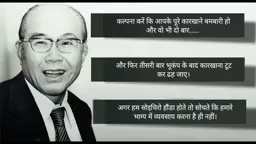 कल्पना करें कि आपके पूरे कारखाने बमबारी हो
और वो भी दो बार......
और फिर तीसरी बार भूकंप के बाद कारखाना टूट
कर ढह जाए।
अगर हम सोइचिरो होंडा होते तो सोचते कि हमारे
भाग्य में व्यवसाय करना है ही नहीं।